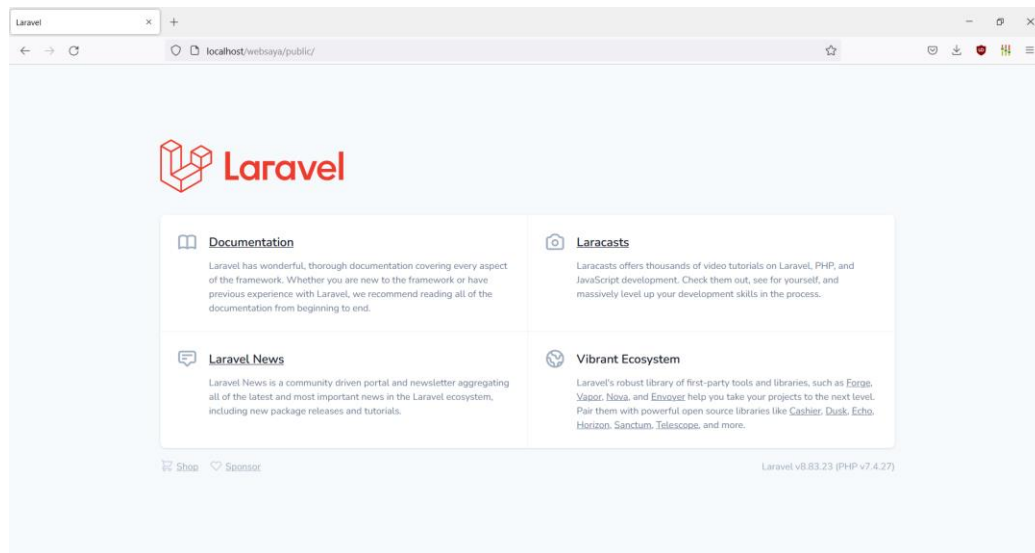 Laravel
localhost/websaya/public/
Laravel
Documentation
Laravel has wonderful, thorough documentation covering every aspect
of the framework. Whether you are new to the framework or have
previous experience with Laravel, we recommend reading all of the
documentation from beginning to end.
Laracasts
Laracasts offers thousands of video tutorials on Laravel, PHP, and
JavaScript development. Check them out, see for yourself, and
massively level up your development skills in the process.
Laravel News
Laravel News is a community driven portal and newsletter aggregating
all of the latest and most important news in the Laravel ecosystem,
including new package releases and tutorials.
Vibrant Ecosystem
Laravel's robust library of first-party tools and libraries, such as Forge,
Vapor, Nova, and Envoyer help you take your projects to the next level.
Pair them with powerful open source libraries like Cashier, Dusk, Echo,
Horizon, Sanctum, Telescope, and more.
Shop Sponsor
Laravel v8.83.23 (PHP v7.4.27)